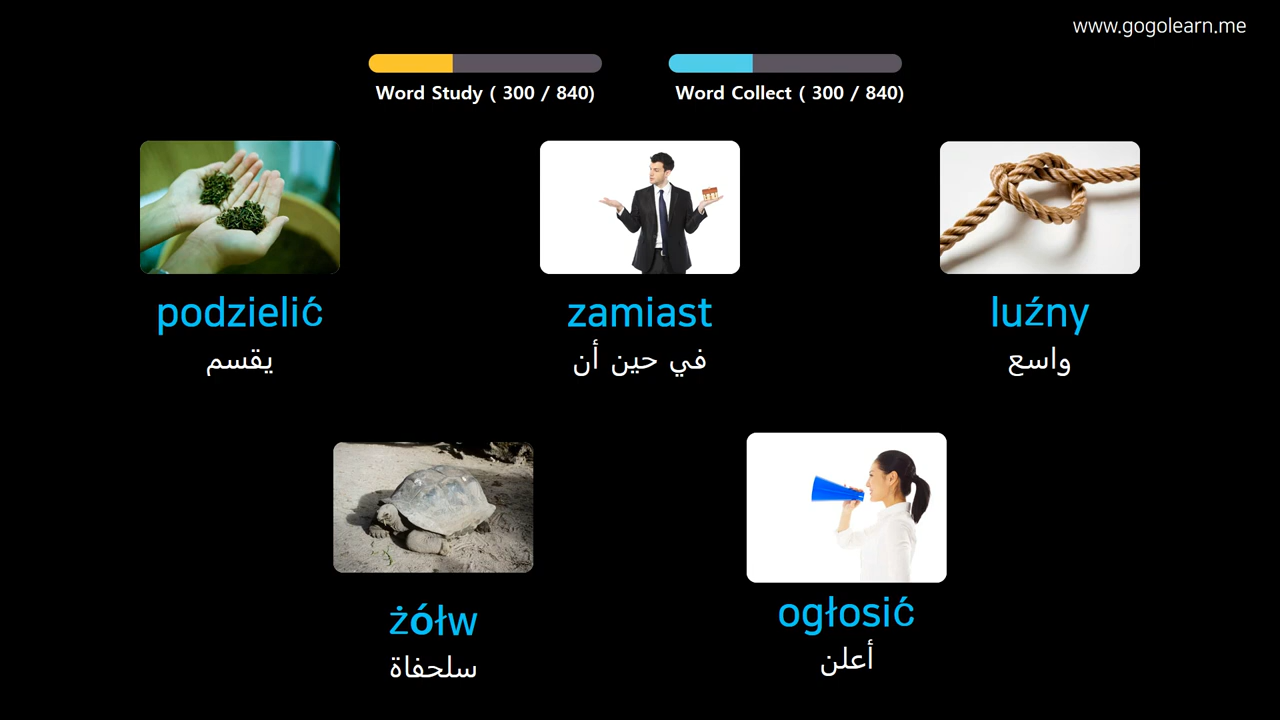 www.gogolearn.me
Word Study ( 300 / 840)
Word Collect ( 300 / 840)
podzielić
يقسم
zamiast
في حين أن
luźny
واسع
żółw
سلحفاة
ogłosić
أعلن